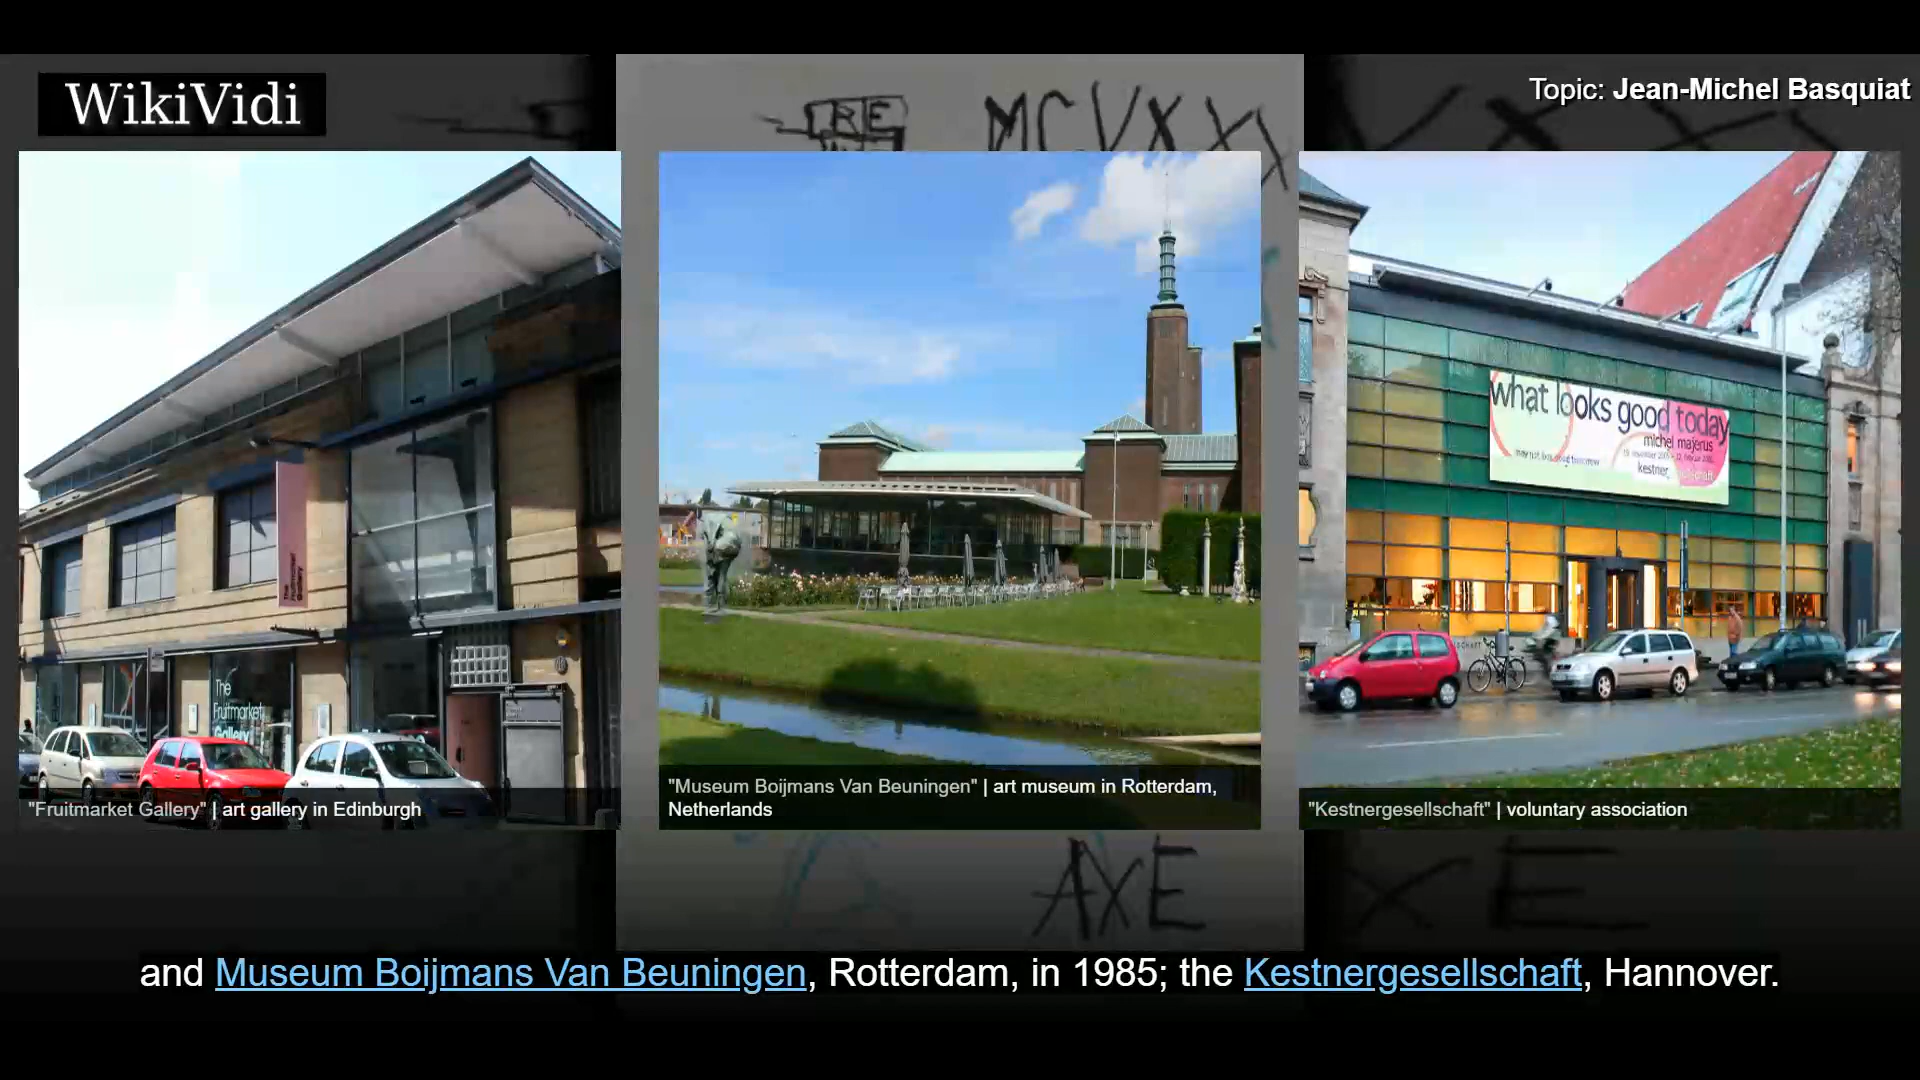 WikiVidi
Topic: Jean-Michel Basquiat
MCVXX
what looks good today
michel majerus
kestner
The
Fruitmarket
Gallery
"Fruitmarket Gallery" | art gallery in Edinburgh
"Museum Boijmans Van Beuningen" | art museum in Rotterdam,
Netherlands
"Kestnergesellschaft" | voluntary association
AXE
and Museum Boijmans Van Beuningen, Rotterdam, in 1985; the Kestnergesellschaft, Hannover.